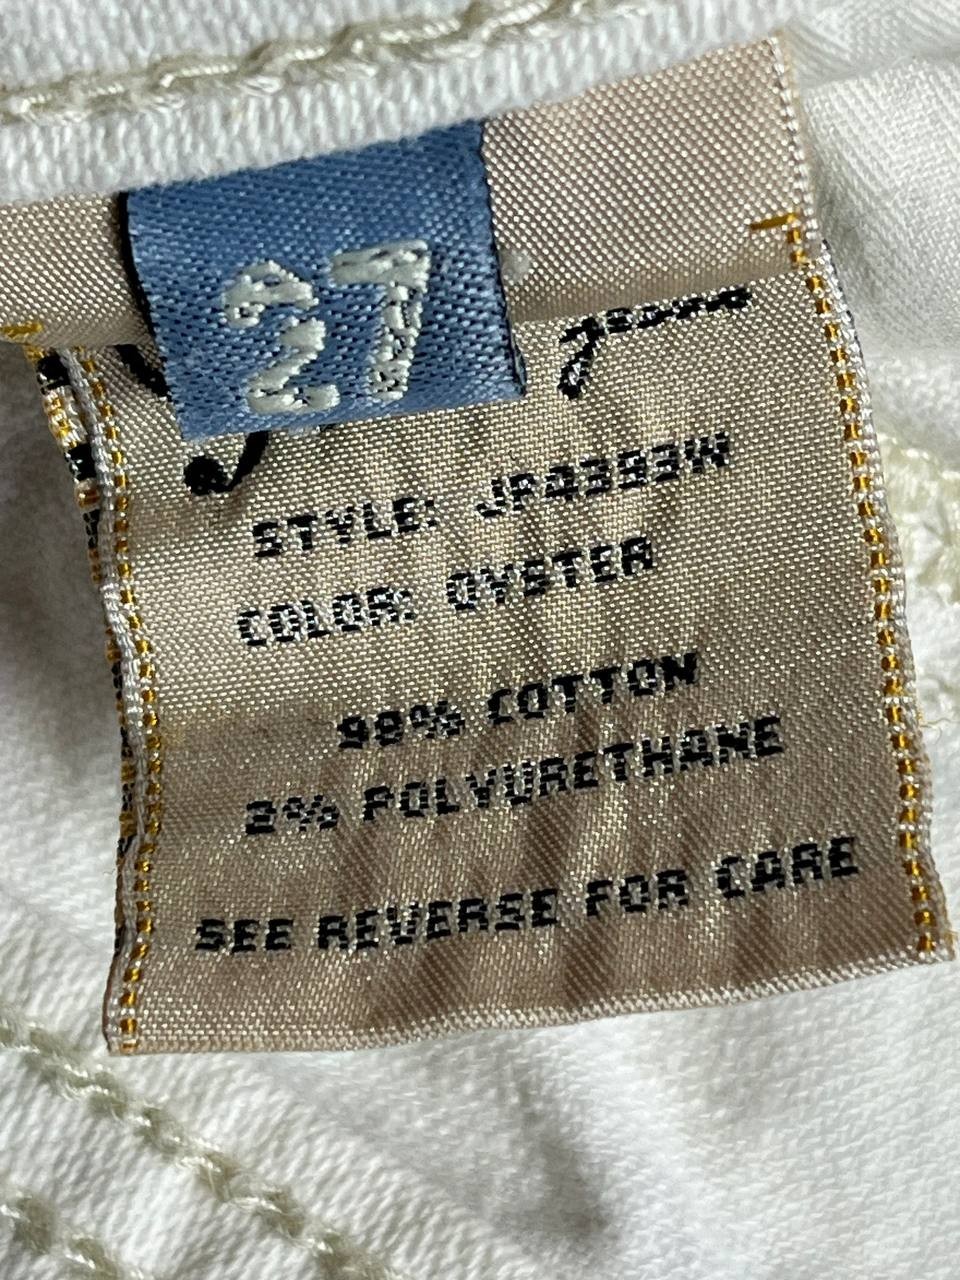 27
STYLE: JP4393W
COLOR: OYSTER
98% COTTON
2% POLYURETHANE
SEE REVERSE FOR CARE